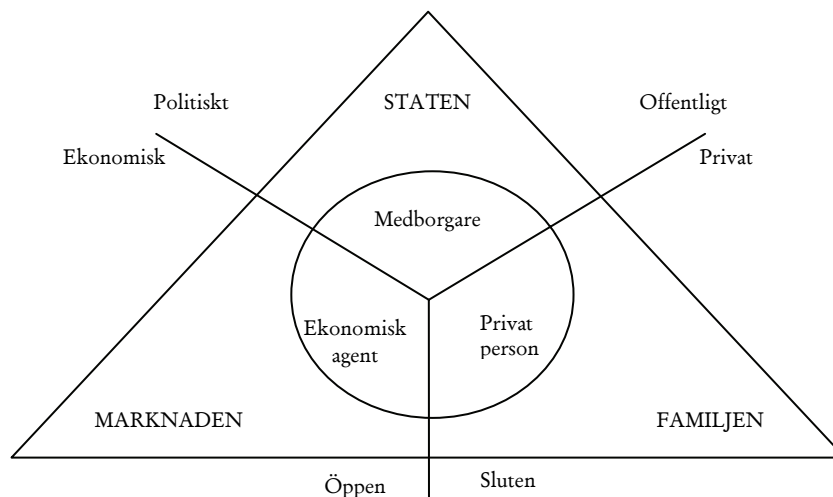 Politiskt
STATEN
Offentligt
Ekonomisk
Privat
Medborgare
Ekonomisk
agent
Privat
person
MARKNADEN
FAMILJEN
Öppen
Sluten